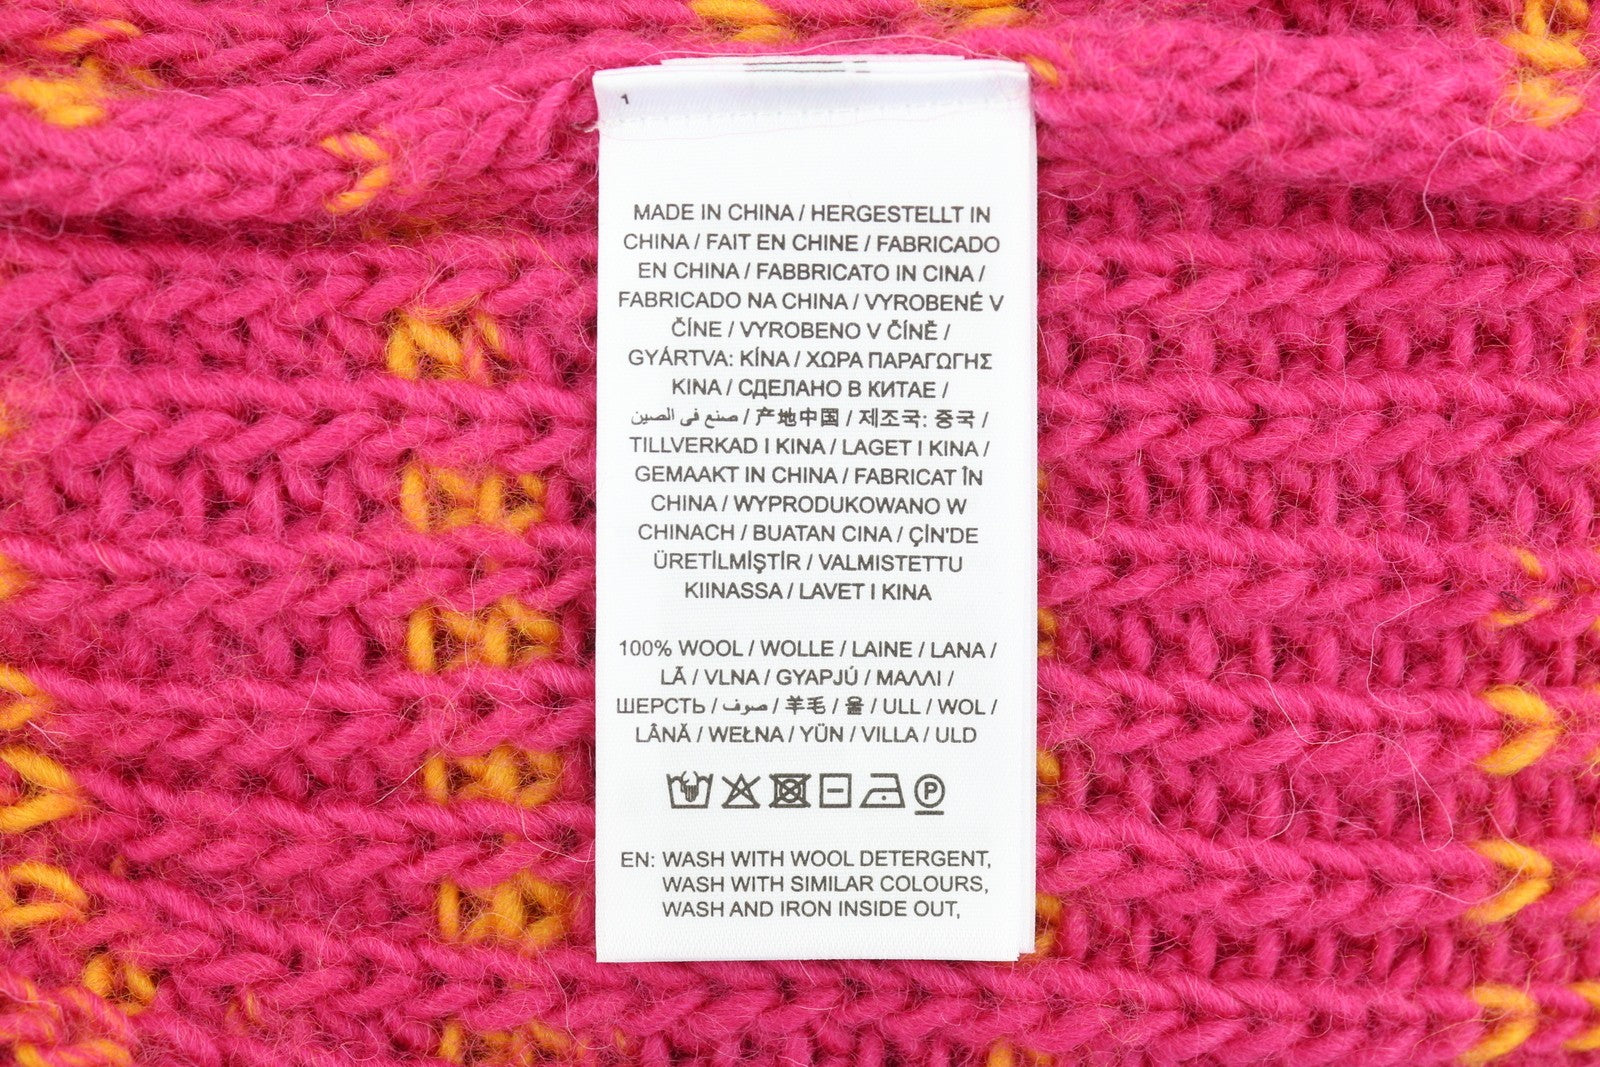 1
MADE IN CHINA / HERGESTELLT IN
CHINA / FAIT EN CHINE / FABRICADO
EN CHINA / FABBRICATO IN CINA /
FABRICADO NA CHINA / VYROBENÉ V
ČÍNE / VYROBENO V ČÍNĚ /
GYÁRTVA: KÍNA / ΧΩΡΑ ΠΑΡΑΓΩΓΗΣ
ΚΙΝΑ / СДЕЛАНО В КИТАЕ /
صنع فى الصين / 产地中国 / 제조국: 중국 /
TILLVERKAD I KINA / LAGET I KINA /
GEMAAKT IN CHINA / FABRICAT ÎN
CHINA / WYPRODUKOWANO W
CHINACH / BUATAN CINA / ÇİN'DE
ÜRETİLMİŞTİR / VALMISTETTU
KIINASSA / LAVET I KINA
100% WOOL / WOLLE / LAINE / LANA /
LÃ / VLNA / GYAPJÚ / ΜΑΛΛΙ /
ШЕРСТЬ / صوف / 羊毛 / 울 / ULL / WOL /
LÂNĂ / WEŁNA / YÜN / VILLA / ULD
P
EN: WASH WITH WOOL DETERGENT,
WASH WITH SIMILAR COLOURS,
WASH AND IRON INSIDE OUT,